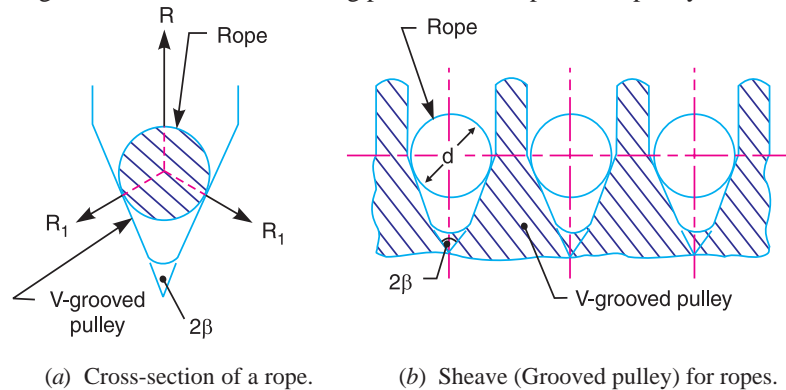 R
Rope
R1
R1
V-grooved
pulley
2β
(a) Cross-section of a rope.
Rope
d
2β
V-grooved pulley
(b) Sheave (Grooved pulley) for ropes.